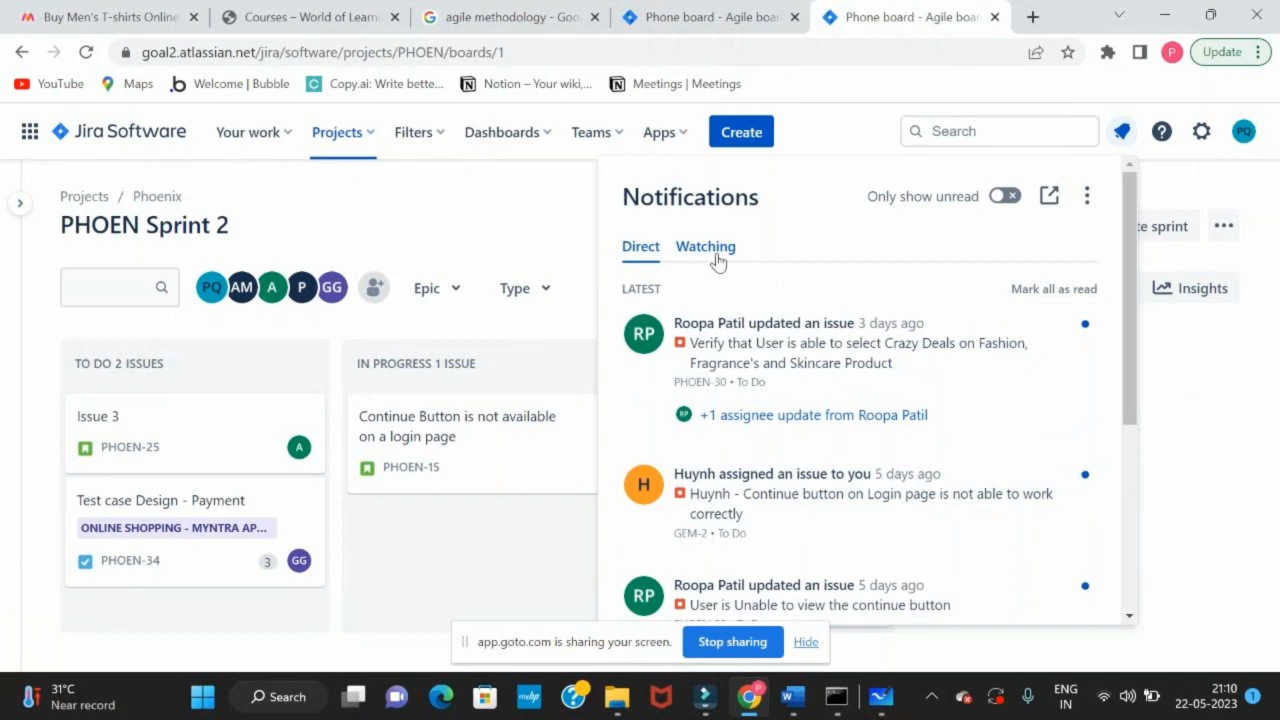 Buy Men's T-shirts Online
Courses – World of Learni
agile methodology - Goo
Phone board - Agile boar
Phone board - Agile boar
goal2.atlassian.net/jira/software/projects/PHOEN/boards/1
P
Update
YouTube
Maps
Welcome | Bubble
Copy.ai: Write bette...
Notion – Your wiki,...
Meetings | Meetings
Jira Software
Your work
Projects
Filters
Dashboards
Teams
Apps
Create
Search
PQ
Projects / Phoenix
PHOEN Sprint 2
PQ
AM
A
P
GG
Epic
Type
te sprint
Insights
TO DO 2 ISSUES
Issue 3
PHOEN-25
A
Test case Design - Payment
ONLINE SHOPPING - MYNTRA AP...
PHOEN-34
3
GG
IN PROGRESS 1 ISSUE
Continue Button is not available
on a login page
PHOEN-15
Notifications
Only show unread
Direct
Watching
LATEST
Mark all as read
RP
Roopa Patil updated an issue 3 days ago
Verify that User is able to select Crazy Deals on Fashion,
Fragrance's and Skincare Product
PHOEN-30 • To Do
RP
+1 assignee update from Roopa Patil
H
Huynh assigned an issue to you 5 days ago
Huynh - Continue button on Login page is not able to work
correctly
GEM-2 • To Do
RP
Roopa Patil updated an issue 5 days ago
User is Unable to view the continue button
app.goto.com is sharing your screen.
Stop sharing
Hide
31°C
Near record
Search
myhp
ENG
IN
21:10
22-05-2023
1